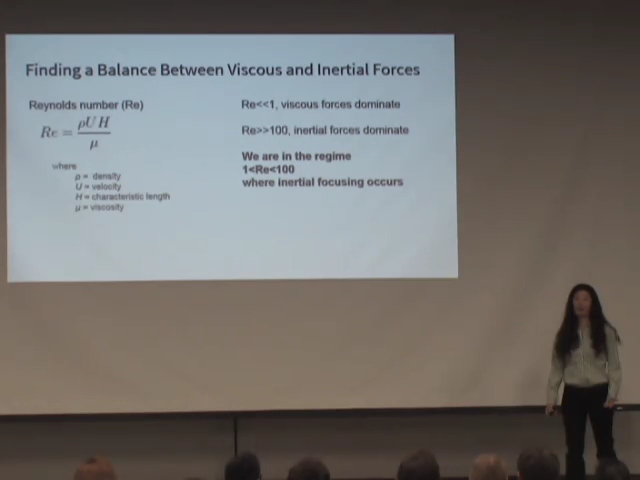 Finding a Balance Between Viscous and Inertial Forces
Reynolds number (Re)
Re = ρUH / μ
where
ρ = density
U = velocity
H = characteristic length
μ = viscosity
Re<<1, viscous forces dominate
Re>>100, inertial forces dominate
We are in the regime
1<Re<100
where inertial focusing occurs